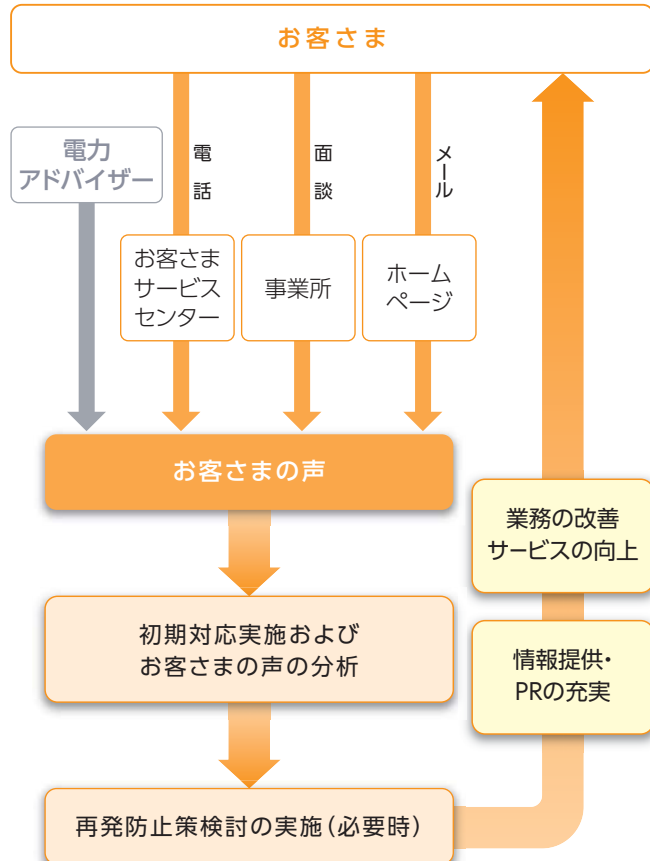 お客さま
電力
アドバイザー
電話
面談
メール
お客さま
サービス
センター
事業所
ホーム
ページ
お客さまの声
業務の改善
サービスの向上
初期対応実施および
お客さまの声の分析
情報提供・
PRの充実
再発防止策検討の実施(必要時)